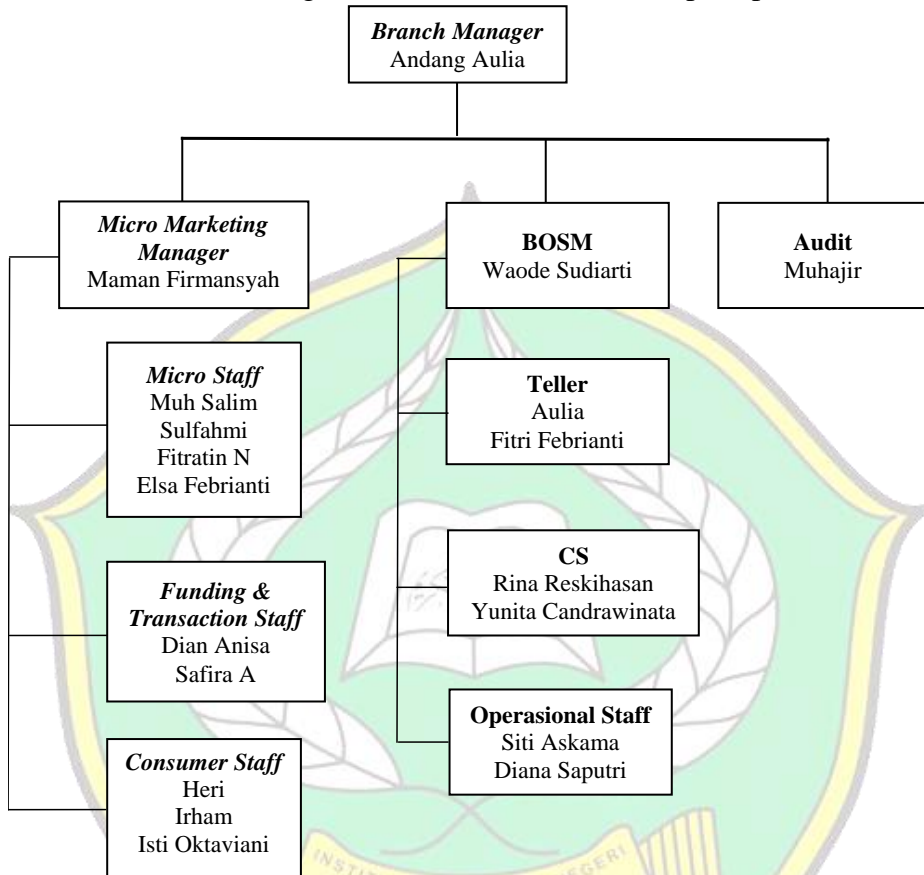 Branch Manager
Andang Aulia
Micro Marketing
Manager
Maman Firmansyah
BOSM
Waode Sudiarti
Audit
Muhajir
Micro Staff
Muh Salim
Sulfahmi
Fitratin N
Elsa Febrianti
Teller
Aulia
Fitri Febrianti
CS
Rina Reskihasan
Yunita Candrawinata
Funding &
Transaction Staff
Dian Anisa
Safira A
Operasional Staff
Siti Askama
Diana Saputri
Consumer Staff
Heri
Irham
Isti Oktaviani